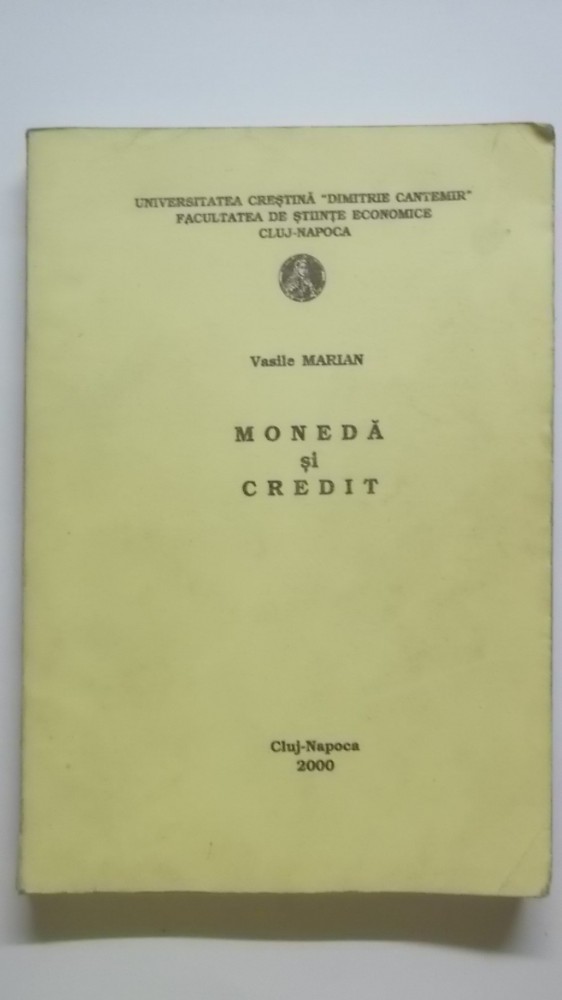 UNIVERSITATEA CREȘTINĂ "DIMITRIE CANTEMIR"
FACULTATEA DE ȘTIINȚE ECONOMICE
CLUJ-NAPOCA
Vasile MARIAN
MONEDĂ
și
CREDIT
Cluj-Napoca
2000